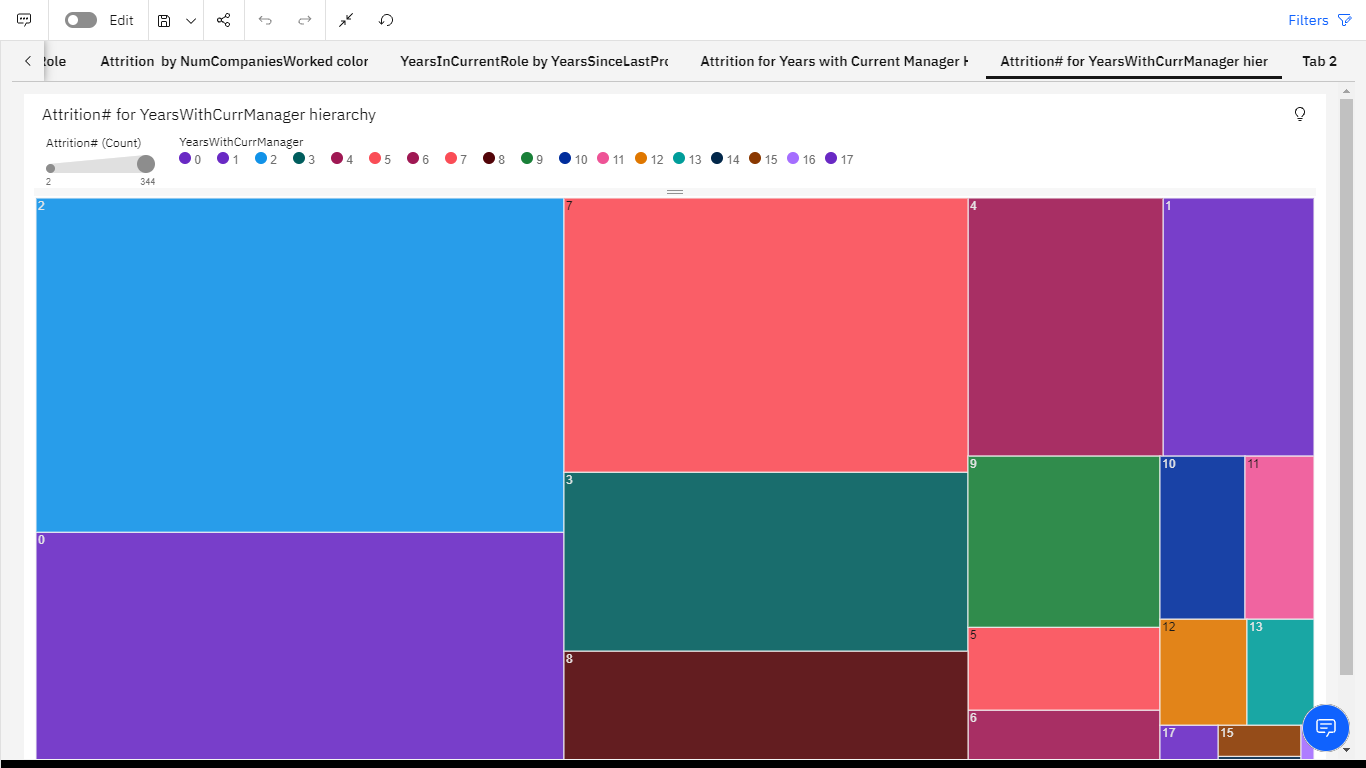 Edit
Filters
Role
Attrition by NumCompaniesWorked color
YearsInCurrentRole by YearsSinceLastPro
Attrition for Years with Current Manager H
Attrition# for YearsWithCurrManager hier
Tab 2
Attrition# for YearsWithCurrManager hierarchy
Attrition# (Count)
2 344
YearsWithCurrManager
0 1 2 3 4 5 6 7 8 9 10 11 12 13 14 15 16 17
2
7
4
1
3
9
10
11
0
12
13
5
8
6
17
15